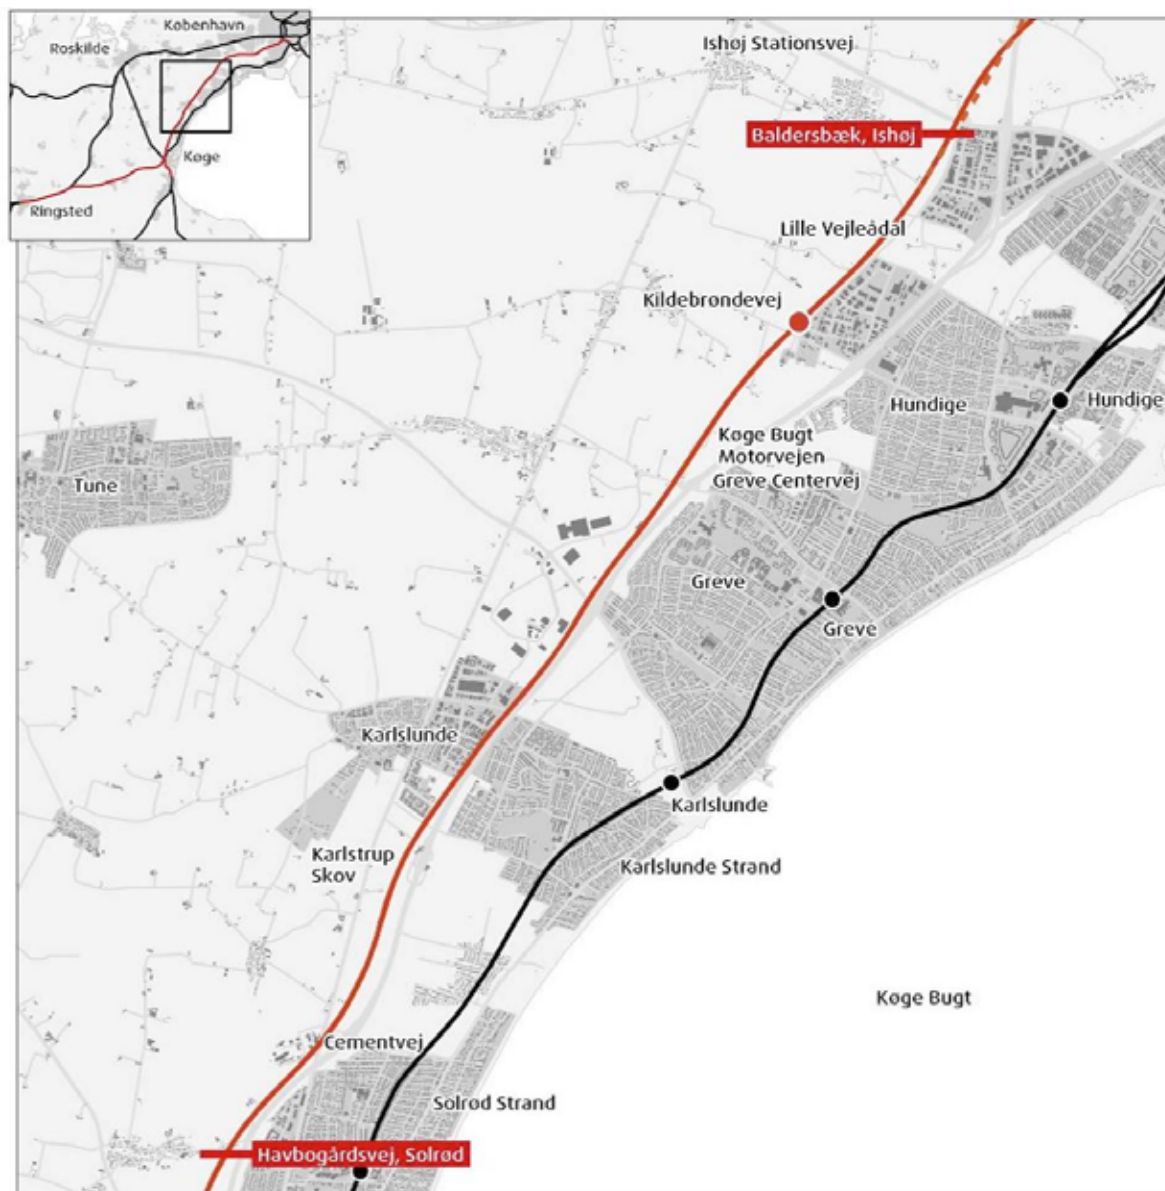 København
Roskilde
Køge
Ringsted
Ishøj Stationsvej
Baldersbæk, Ishøj
Lille Vejleådal
Kildebrøndevej
Hundige
Hundige
Køge Bugt
Motorvejen
Greve Centervej
Tune
Greve
Greve
Karlslunde
Karlslunde
Karlstrup
Skov
Karlslunde Strand
Køge Bugt
Cementvej
Solrød Strand
Havbogårdsvej, Solrød